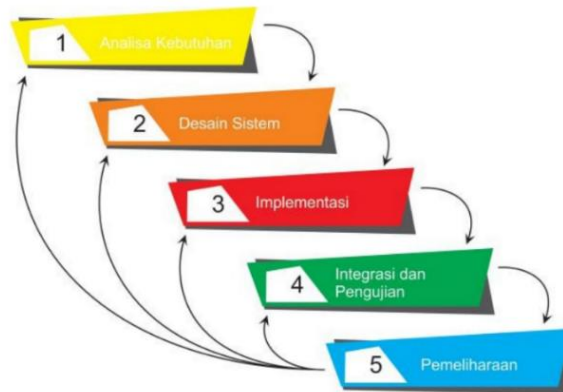 1 Analisa Kebutuhan
2 Desain Sistem
3 Implementasi
4 Integrasi dan
Pengujian
5 Pemeliharaan